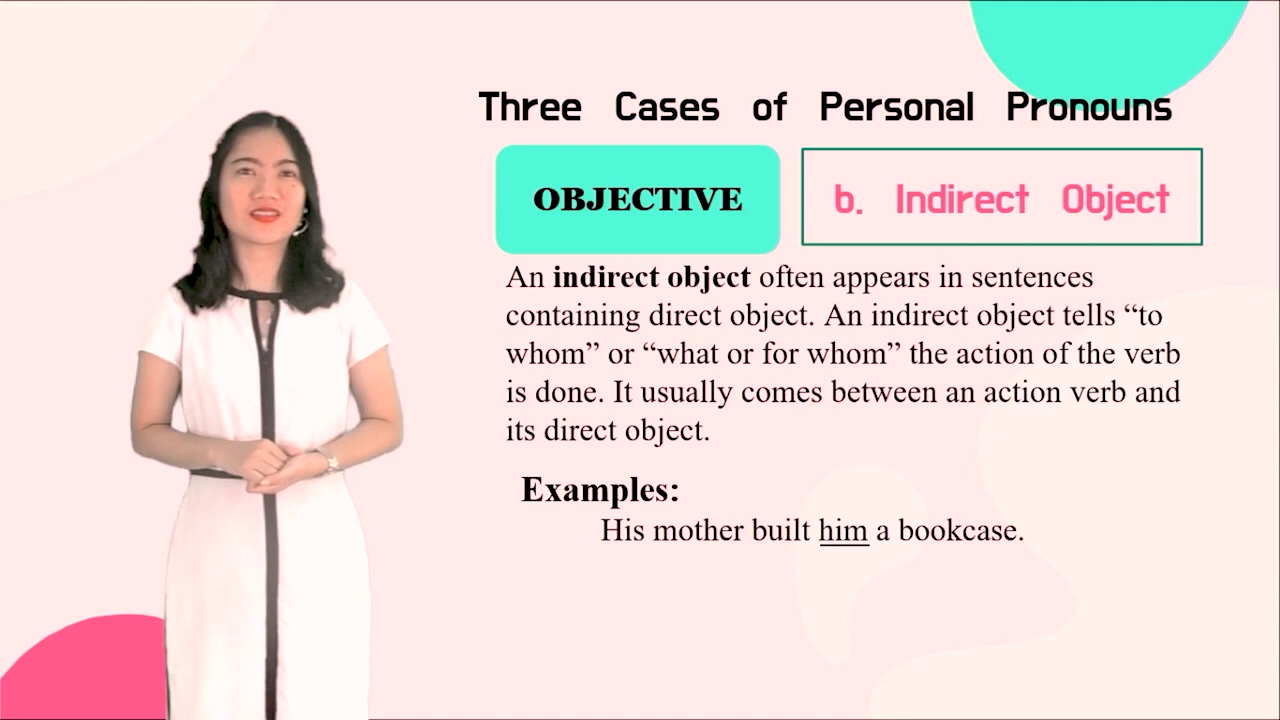 Three Cases of Personal Pronouns
OBJECTIVE
b. Indirect Object
An indirect object often appears in sentences
containing direct object. An indirect object tells “to
whom” or “what or for whom” the action of the verb
is done. It usually comes between an action verb and
its direct object.
Examples:
His mother built him a bookcase.